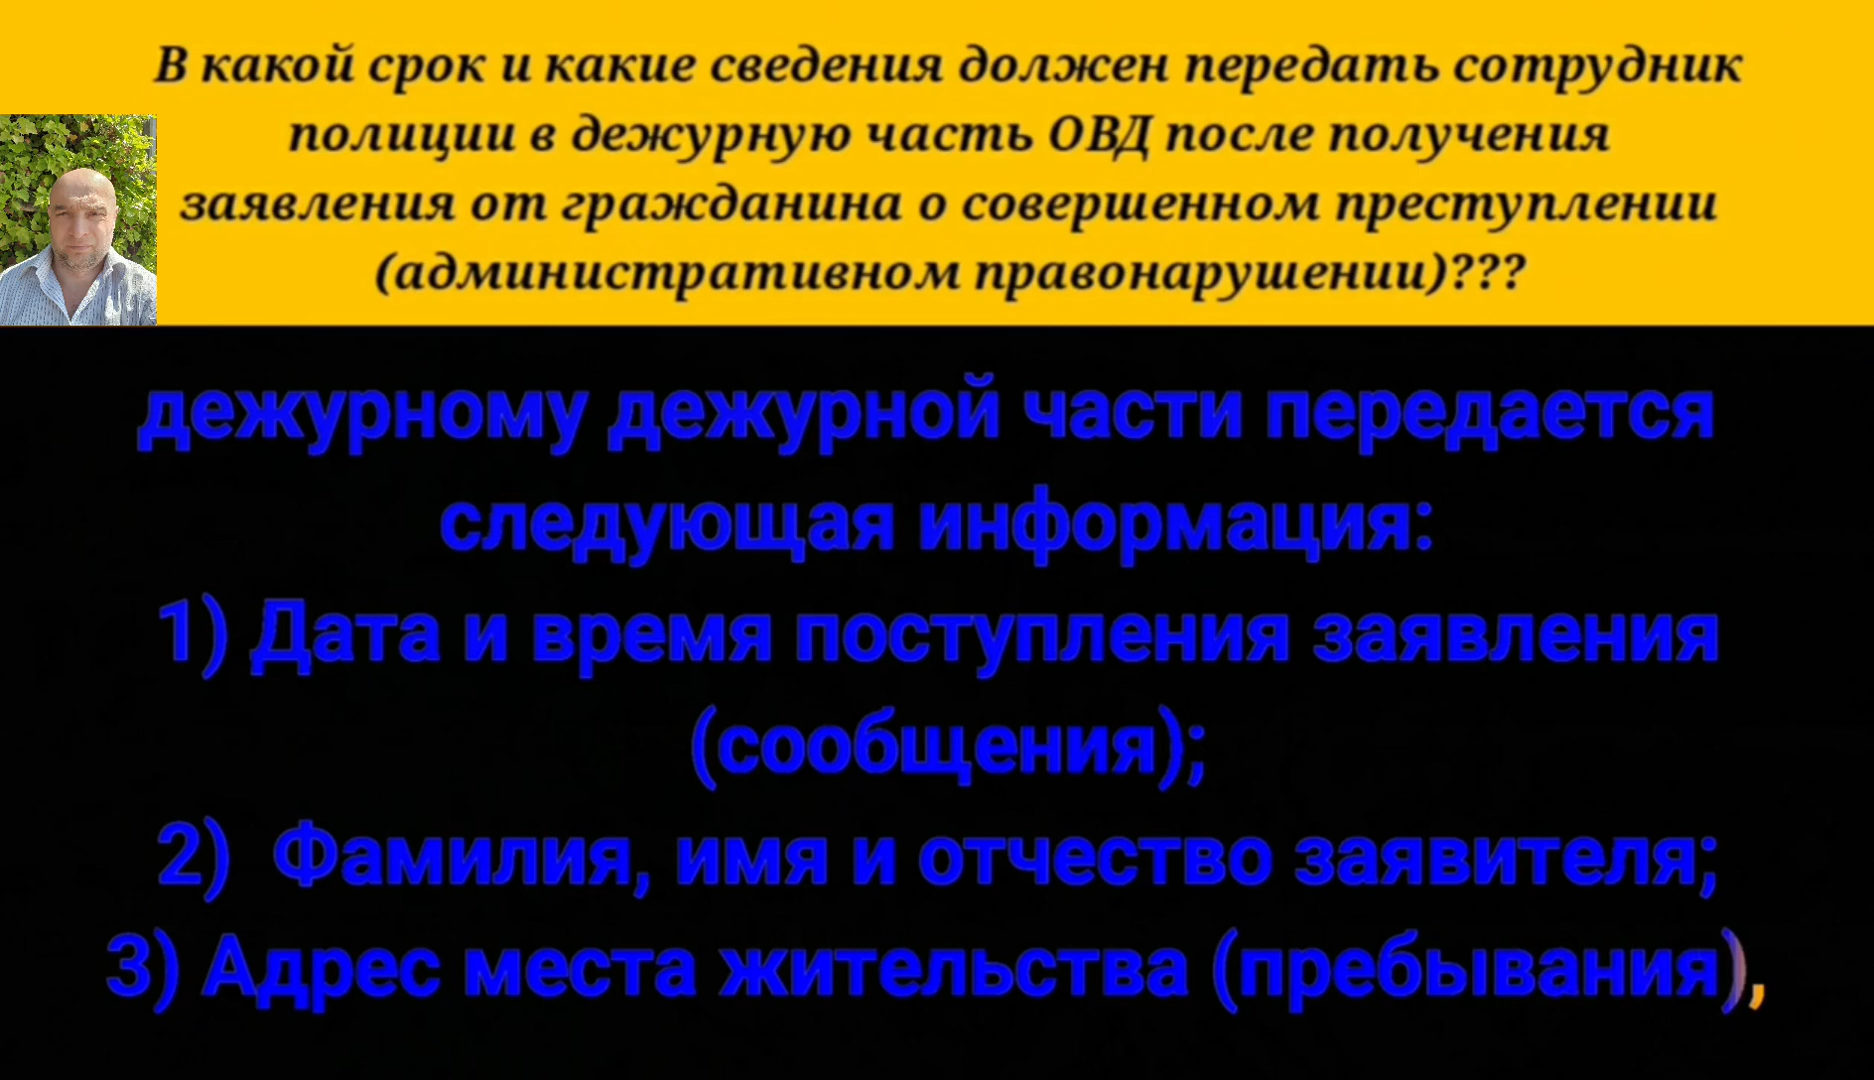 В какой срок и какие сведения должен передать сотрудник
полиции в дежурную часть ОВД после получения
заявления от гражданина о совершенном преступлении
(административном правонарушении)???
дежурному дежурной части передается
следующая информация:
1) Дата и время поступления заявления
(сообщения);
2) Фамилия, имя и отчество заявителя;
3) Адрес места жительства (пребывания),